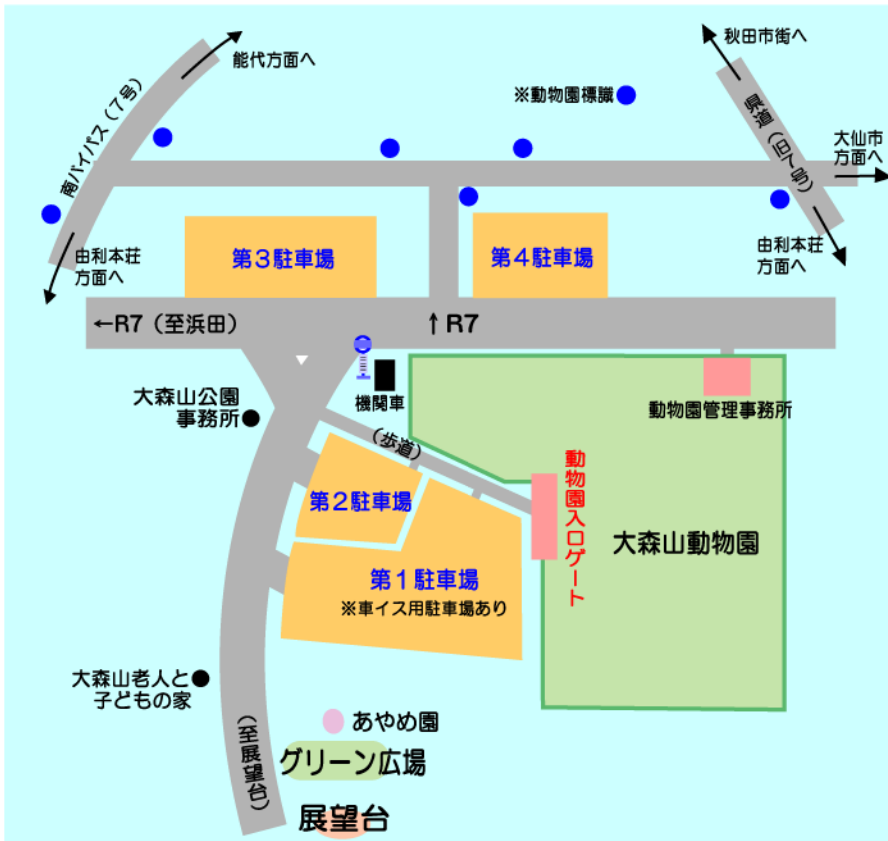 能代方面へ
秋田市街へ
※動物園標識
南バイパス（7号）
県道（旧7号）
大仙市
方面へ
由利本荘
方面へ
第３駐車場
第４駐車場
由利本荘
方面へ
←R7（至浜田）
↑R7
大森山公園
事務所
機関車
動物園管理事務所
（歩道）
第２駐車場
動物園入口ゲート
大森山動物園
第１駐車場
※車イス用駐車場あり
大森山老人と
子どもの家
（至展望台）
あやめ園
グリーン広場
展望台